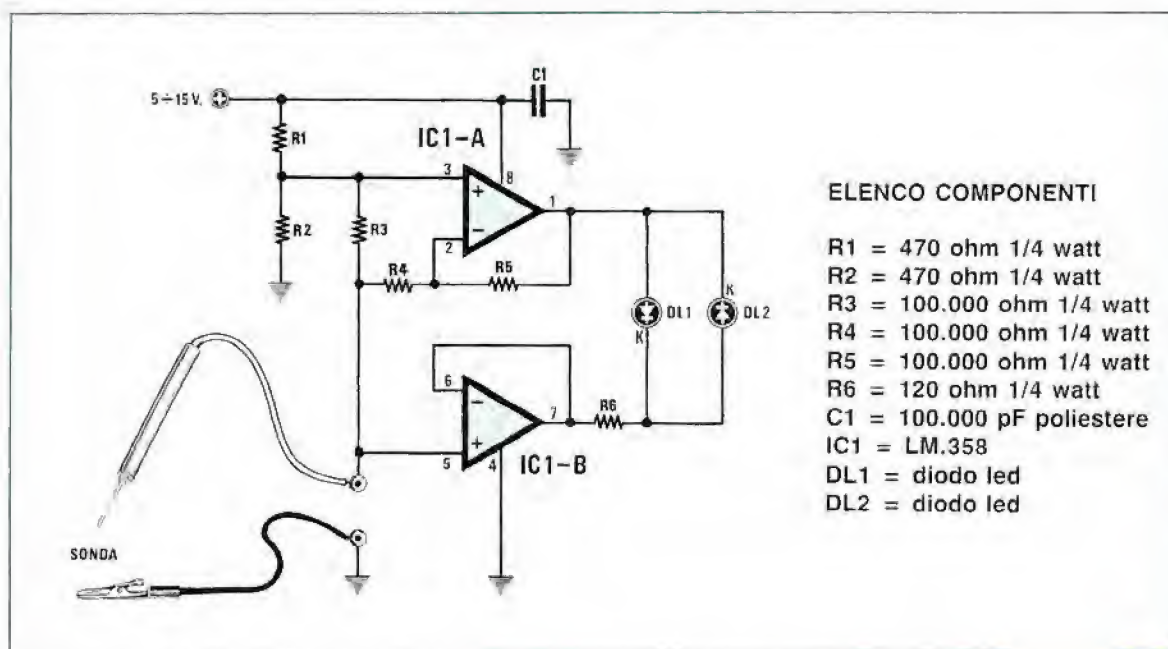 C1
5÷15 V.
R1
IC1-A
3
8
+
1
R2
R3
−
2
R4
R5
K
DL1
DL2
K
6
−
7
R6
+
5
4
IC1-B
SONDA
ELENCO COMPONENTI
R1 = 470 ohm 1/4 watt
R2 = 470 ohm 1/4 watt
R3 = 100.000 ohm 1/4 watt
R4 = 100.000 ohm 1/4 watt
R5 = 100.000 ohm 1/4 watt
R6 = 120 ohm 1/4 watt
C1 = 100.000 pF poliestere
IC1 = LM.358
DL1 = diodo led
DL2 = diodo led